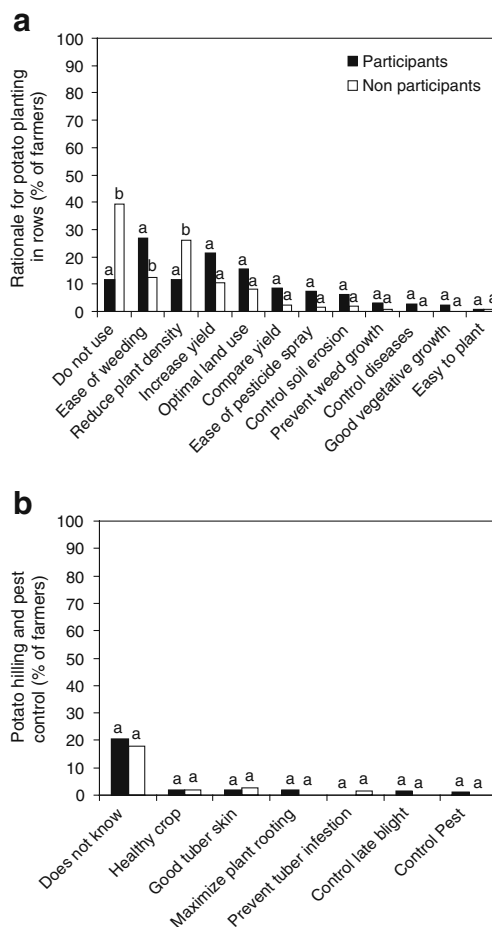 a
Rationale for potato planting
in rows (% of farmers)
100
90
80
70
60
50
40
30
20
10
0
Participants
Non participants
a b
a b
a b
a a
a a
a a
a a
a a
a a
a a
a a
a a
Do not use
Ease of weeding
Reduce plant density
Increase yield
Optimal land use
Compare yield
Ease of pesticide spray
Control soil erosion
Prevent weed growth
Control diseases
Good vegetative growth
Easy to plant
b
Potato hilling and pest
control (% of farmers)
100
90
80
70
60
50
40
30
20
10
0
a a
a a
a a
a a
a a
a a
a a
Does not know
Healthy crop
Good tuber skin
Maximize plant rooting
Prevent tuber infestion
Control late blight
Control Pest